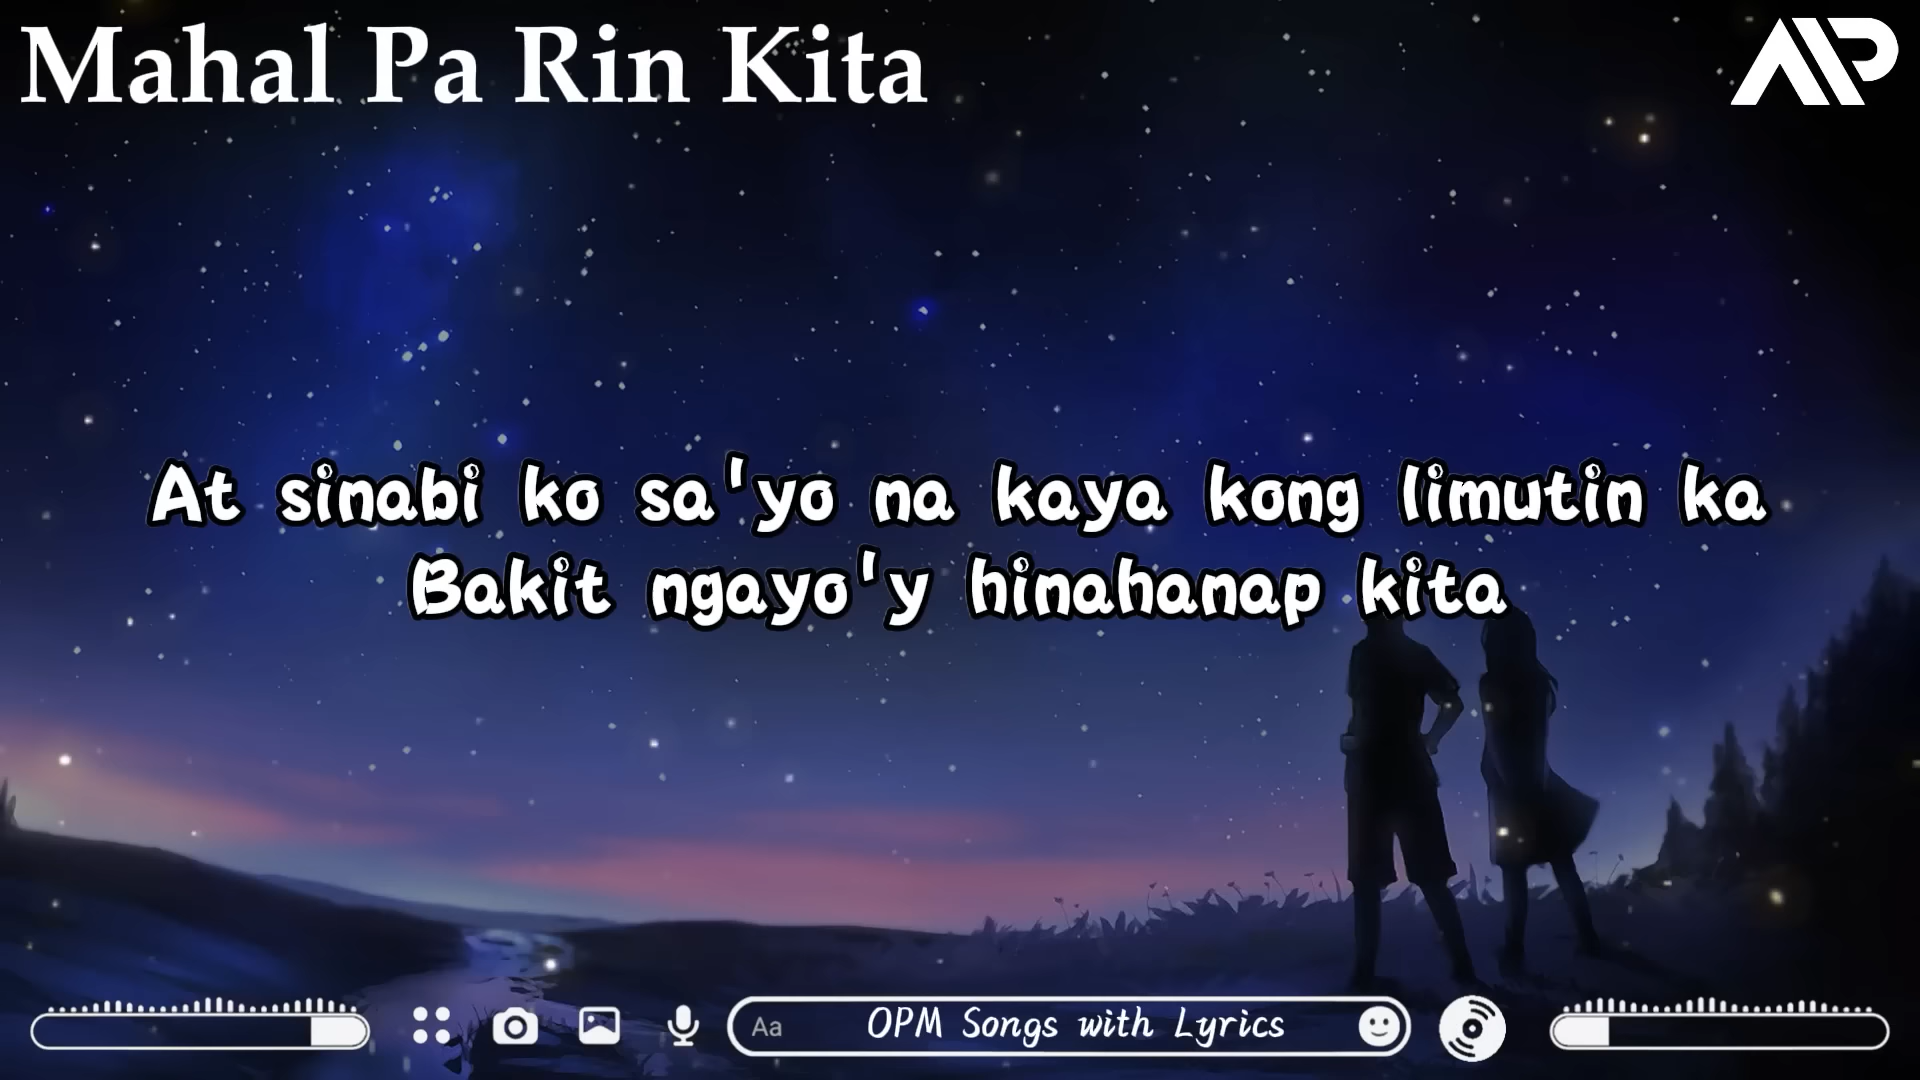 Mahal Pa Rin Kita
AP
At sinabi ko sa'yo na kaya kong limutin ka
Bakit ngayo'y hinahanap kita
Aa OPM Songs with Lyrics